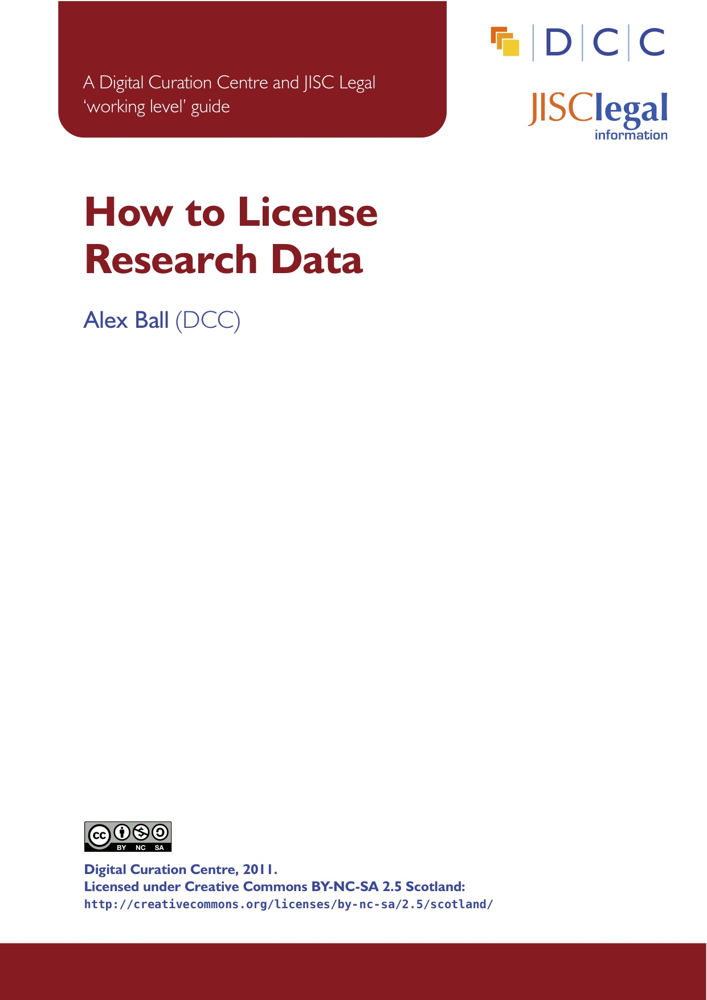 A Digital Curation Centre and JISC Legal
‘working level’ guide
D C C
JISClegal
information
How to License
Research Data
Alex Ball (DCC)
cc BY NC SA
Digital Curation Centre, 2011.
Licensed under Creative Commons BY-NC-SA 2.5 Scotland:
http://creativecommons.org/licenses/by-nc-sa/2.5/scotland/